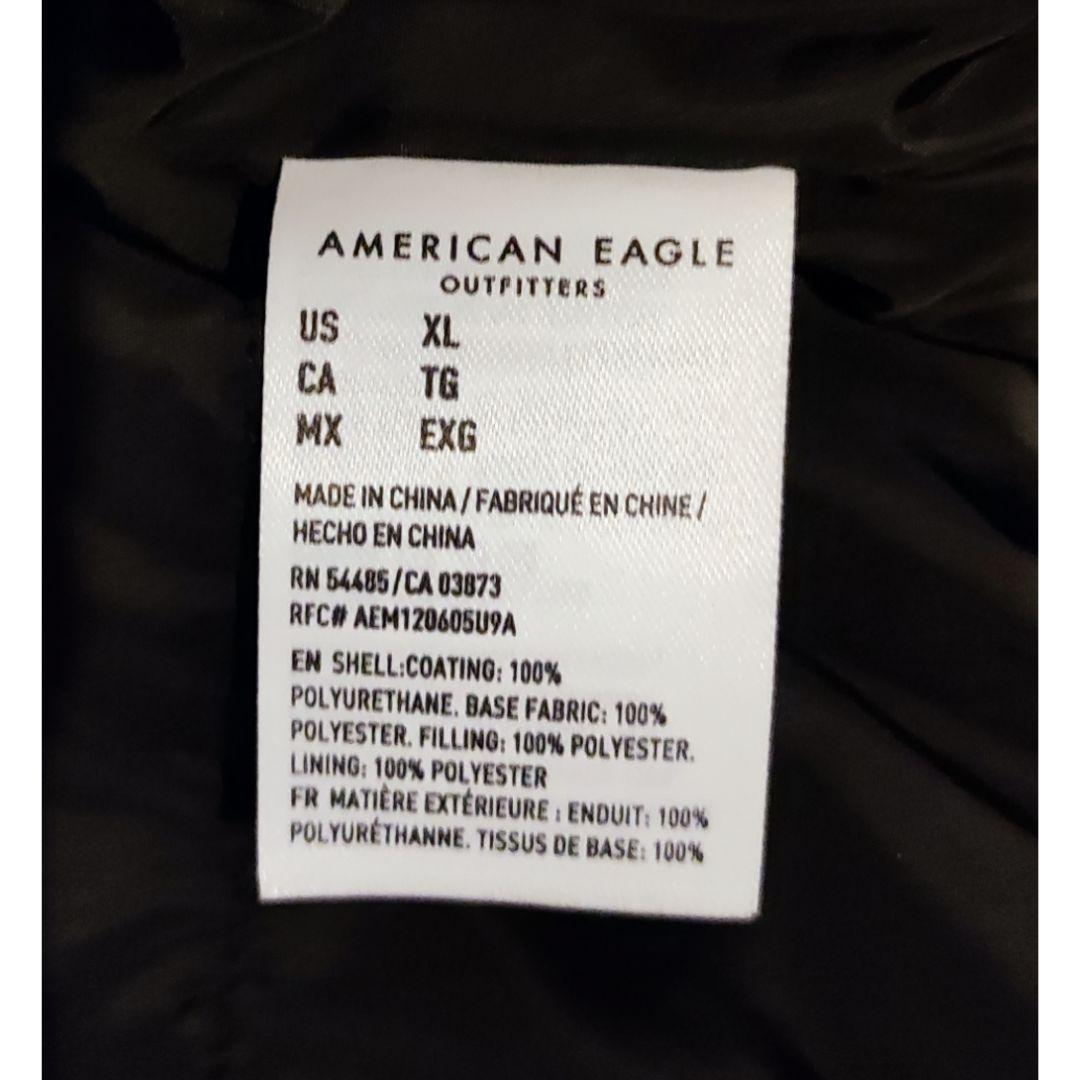 AMERICAN EAGLE
OUTFITTERS
US XL
CA TG
MX EXG
MADE IN CHINA / FABRIQUÉ EN CHINE /
HECHO EN CHINA
RN 54485 / CA 03873
RFC# AEM120605U9A
EN SHELL:COATING: 100%
POLYURETHANE. BASE FABRIC: 100%
POLYESTER. FILLING: 100% POLYESTER.
LINING: 100% POLYESTER
FR MATIÈRE EXTÉRIEURE : ENDUIT: 100%
POLYURÉTHANNE. TISSUS DE BASE: 100%